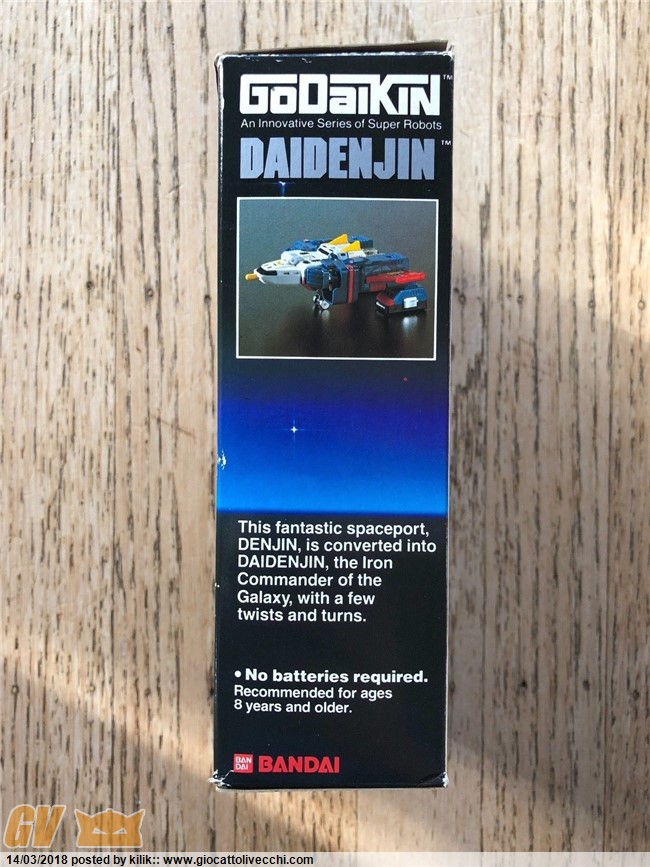 GoDaiKiN™
An Innovative Series of Super Robots
DAIDENJIN™
This fantastic spaceport,
DENJIN, is converted into
DAIDENJIN, the Iron
Commander of the
Galaxy, with a few
twists and turns.
• No batteries required.
Recommended for ages
8 years and older.
BAN
DAI
BANDAI
GV
14/03/2018 posted by kilik:: www.giocattolivecchi.com